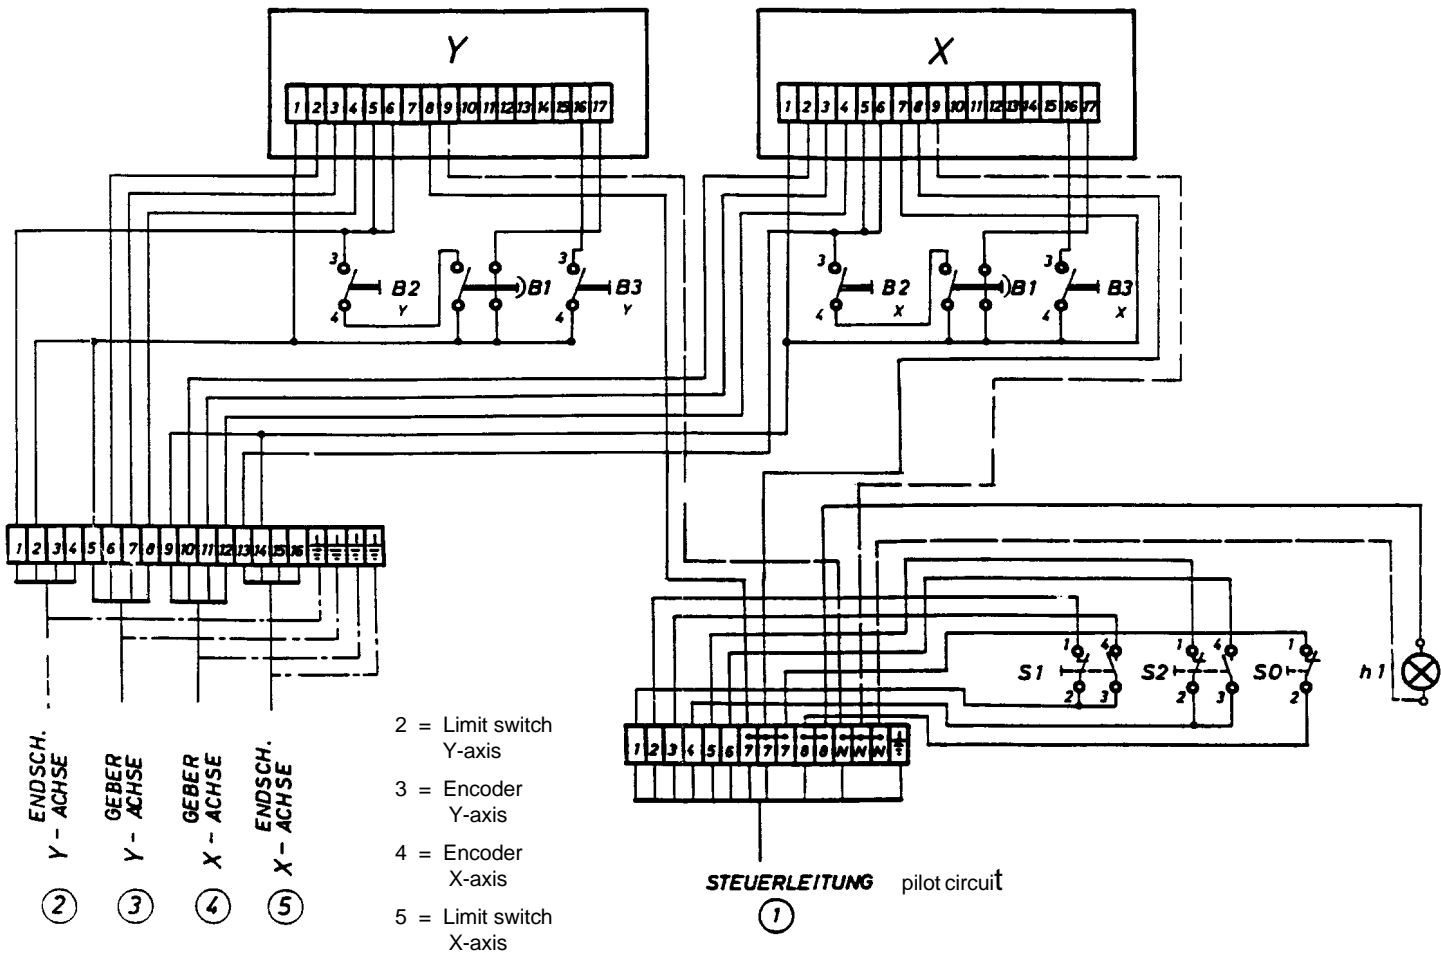 Y
X
1 2 3 4 5 6 7 8 9 10 11 12 13 14 15 16 17
1 2 3 4 5 6 7 8 9 10 11 12 13 14 15 16 17
3
3
3
3
B2
B1
B3
B2
B1
B3
Y
Y
X
X
4
4
4
4
1 2 3 4 5 6 7 8 9 10 11 12 13 14 15 16
1 4 1 4 1
S1
S2
S0
h1
2 3 2 3 2
1 2 3 4 5 6 7 7 7 8 8 N N N
ENDSCH.
Y - ACHSE
GEBER
Y - ACHSE
GEBER
X - ACHSE
ENDSCH.
X - ACHSE
2
3
4
5
2 = Limit switch
Y-axis
3 = Encoder
Y-axis
4 = Encoder
X-axis
5 = Limit switch
X-axis
STEUERLEITUNG pilot circuit
1